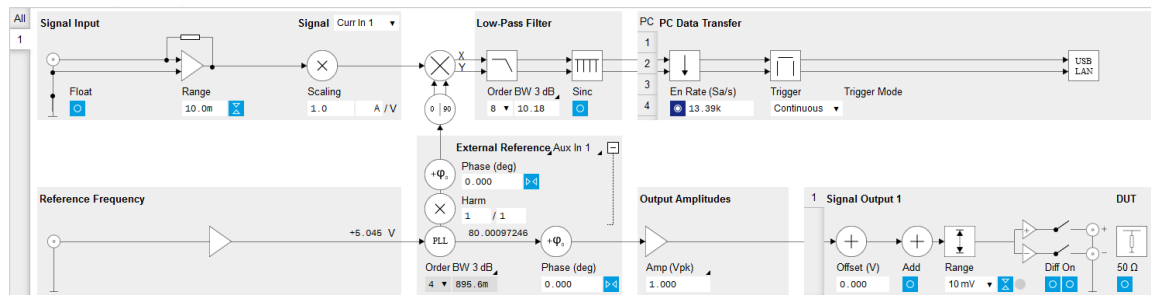 All
1
Signal Input
Signal Curr In 1
Float
Range
10.0m
Scaling
1.0 A / V
X
Y
0 90
Low-Pass Filter
Order BW 3 dB Sinc
8 10.18
PC PC Data Transfer
1
2
3
4
En Rate (Sa/s)
13.39k
Trigger
Continuous
Trigger Mode
USB
LAN
External Reference Aux In 1
+φ₀
Phase (deg)
0.000
Harm
1 / 1
Reference Frequency
+5.045 V
PLL
80.00097246
Order BW 3 dB
4 895.6m
+φ₀
Phase (deg)
0.000
Output Amplitudes
Amp (Vpk)
1.000
1 Signal Output 1
DUT
Offset (V)
0.000
Add
Range
10 mV
+
−
+
−
Diff On
50 Ω